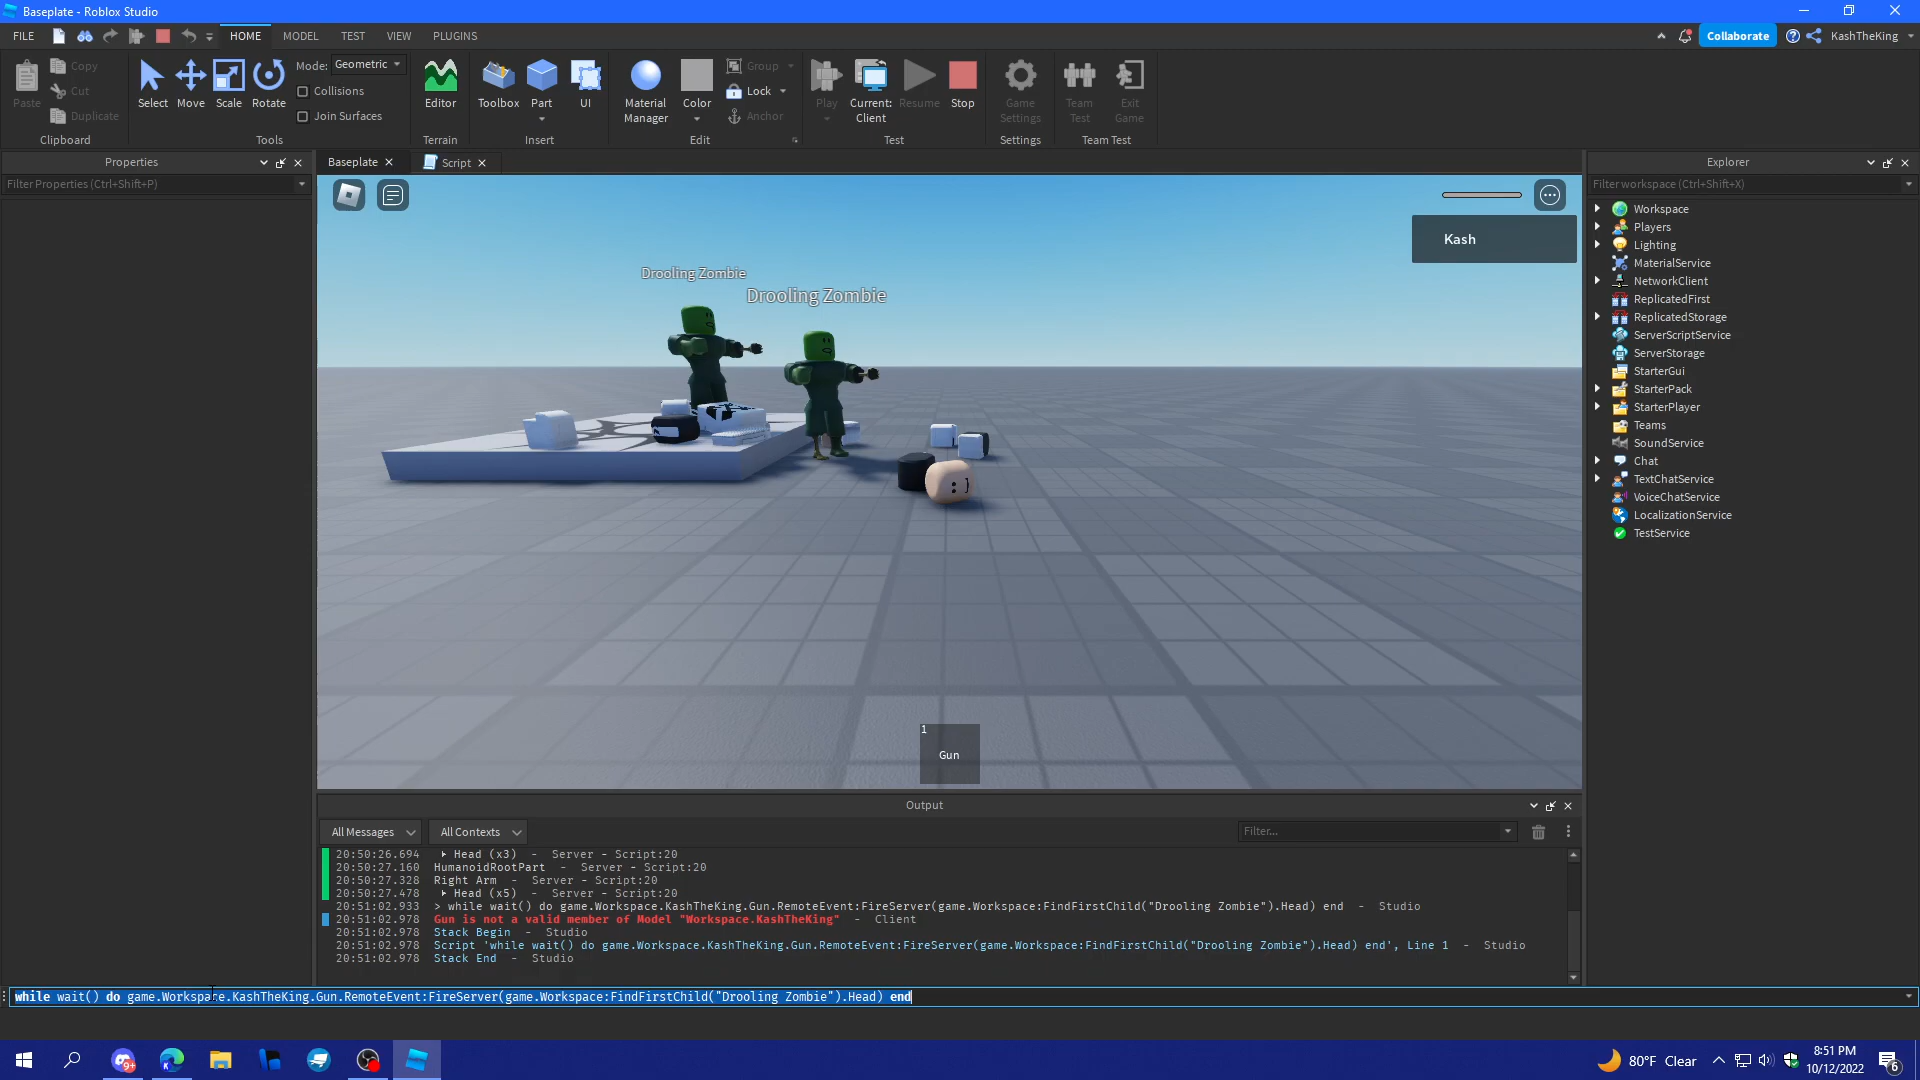 Baseplate - Roblox Studio
FILE
HOME
MODEL
TEST
VIEW
PLUGINS
Collaborate
KashTheKing
Paste
Copy
Cut
Duplicate
Clipboard
Select
Move
Scale
Rotate
Mode:
Geometric
Collisions
Join Surfaces
Tools
Editor
Terrain
Toolbox
Part
UI
Insert
Material
Manager
Color
Group
Lock
Anchor
Edit
Play
Current:
Client
Resume
Stop
Test
Game
Settings
Settings
Team
Test
Exit
Game
Team Test
Properties
Filter Properties (Ctrl+Shift+P)
Baseplate
Script
Explorer
Filter workspace (Ctrl+Shift+X)
Workspace
Players
Lighting
MaterialService
NetworkClient
ReplicatedFirst
ReplicatedStorage
ServerScriptService
ServerStorage
StarterGui
StarterPack
StarterPlayer
Teams
SoundService
Chat
TextChatService
VoiceChatService
LocalizationService
TestService
Kash
Drooling Zombie
Drooling Zombie
: )
1
Gun
Output
All Messages
All Contexts
Filter...
20:50:26.694 Head (x3) - Server - Script:20
20:50:27.160 HumanoidRootPart - Server - Script:20
20:50:27.328 Right Arm - Server - Script:20
20:50:27.478 Head (x5) - Server - Script:20
20:51:02.933 > while wait() do game.Workspace.KashTheKing.Gun.RemoteEvent:FireServer(game.Workspace:FindFirstChild("Drooling Zombie").Head) end - Studio
20:51:02.978 Gun is not a valid member of Model "Workspace.KashTheKing" - Client
20:51:02.978 Stack Begin - Studio
20:51:02.978 Script 'while wait() do game.Workspace.KashTheKing.Gun.RemoteEvent:FireServer(game.Workspace:FindFirstChild("Drooling Zombie").Head) end', Line 1 - Studio
20:51:02.978 Stack End - Studio
while wait() do game.Workspace.KashTheKing.Gun.RemoteEvent:FireServer(game.Workspace:FindFirstChild("Drooling Zombie").Head) end
9+
K
80°F Clear
8:51 PM
10/12/2022
6